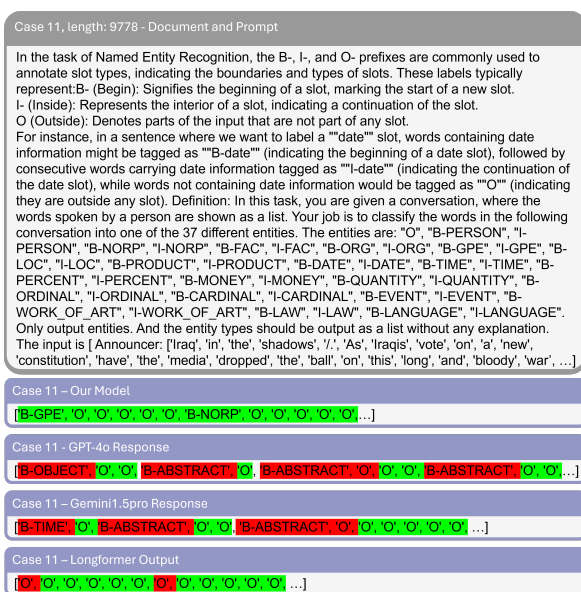 Case 11, length: 9778 - Document and Prompt
In the task of Named Entity Recognition, the B-, I-, and O- prefixes are commonly used to
annotate slot types, indicating the boundaries and types of slots. These labels typically
represent:B- (Begin): Signifies the beginning of a slot, marking the start of a new slot.
I- (Inside): Represents the interior of a slot, indicating a continuation of the slot.
O (Outside): Denotes parts of the input that are not part of any slot.
For instance, in a sentence where we want to label a ""date"" slot, words containing date
information might be tagged as ""B-date"" (indicating the beginning of a date slot), followed by
consecutive words carrying date information tagged as ""I-date"" (indicating the continuation of
the date slot), while words not containing date information would be tagged as ""O"" (indicating
they are outside any slot). Definition: In this task, you are given a conversation, where the
words spoken by a person are shown as a list. Your job is to classify the words in the following
conversation into one of the 37 different entities. The entities are: "O", "B-PERSON", "I-
PERSON", "B-NORP", "I-NORP", "B-FAC", "I-FAC", "B-ORG", "I-ORG", "B-GPE", "I-GPE", "B-
LOC", "I-LOC", "B-PRODUCT", "I-PRODUCT", "B-DATE", "I-DATE", "B-TIME", "I-TIME", "B-
PERCENT", "I-PERCENT", "B-MONEY", "I-MONEY", "B-QUANTITY", "I-QUANTITY", "B-
ORDINAL", "I-ORDINAL", "B-CARDINAL", "I-CARDINAL", "B-EVENT", "I-EVENT", "B-
WORK_OF_ART", "I-WORK_OF_ART", "B-LAW", "I-LAW", "B-LANGUAGE", "I-LANGUAGE".
Only output entities. And the entity types should be output as a list without any explanation.
The input is [ Announcer: ['Iraq', 'in', 'the', 'shadows', '/.', 'As', 'Iraqis', 'vote', 'on', 'a', 'new',
'constitution', 'have', 'the', 'media', 'dropped', 'the', 'ball', 'on', 'this', 'long', 'and', 'bloody', 'war', …]
Case 11 – Our Model
['B-GPE', 'O', 'O', 'O', 'O', 'O', 'B-NORP', 'O', 'O', 'O', 'O', 'O',…]
Case 11 - GPT-4o Response
['B-OBJECT', 'O', 'O', 'B-ABSTRACT', 'O', 'B-ABSTRACT', 'O', 'O', 'O', 'B-ABSTRACT', 'O', 'O',…]
Case 11 – Gemini1.5pro Response
['B-TIME', 'O', 'B-ABSTRACT', 'O', 'O', 'B-ABSTRACT', 'O', 'O', 'O', 'O', 'O', 'O', …]
Case 11 – Longformer Output
['O', 'O', 'O', 'O', 'O', 'O', 'O', 'O', 'O', 'O', 'O', 'O', …]